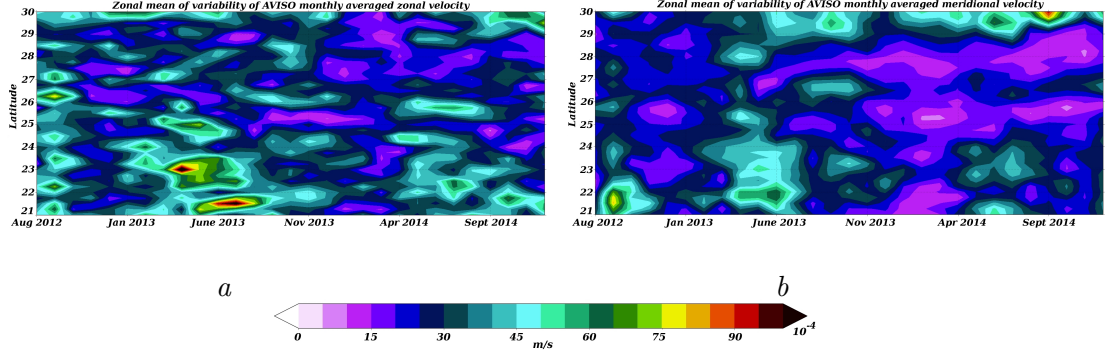 Zonal mean of variability of AVISO monthly averaged zonal velocity
30
29
28
27
26
25
24
23
22
21
Latitude
Aug 2012 Jan 2013 June 2013 Nov 2013 Apr 2014 Sept 2014
a
Zonal mean of variability of AVISO monthly averaged meridional velocity
30
29
28
27
26
25
24
23
22
21
Latitude
Aug 2012 Jan 2013 June 2013 Nov 2013 Apr 2014 Sept 2014
b
0 15 30 45 60 75 90 10⁻⁴
m/s